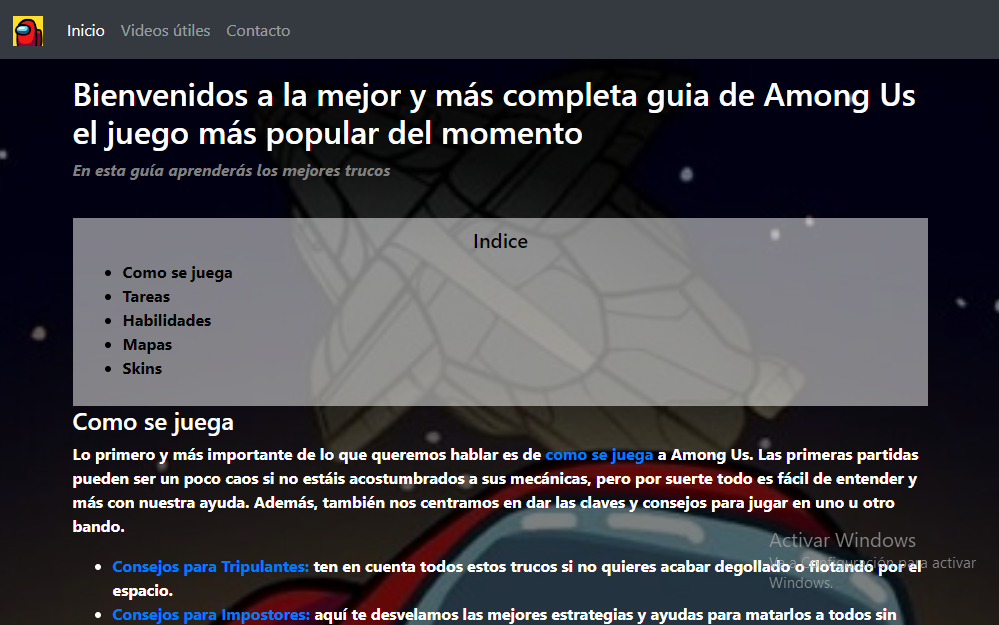 Inicio Videos útiles Contacto
Bienvenidos a la mejor y más completa guia de Among Us
el juego más popular del momento
En esta guía aprenderás los mejores trucos
Indice
Como se juega
Tareas
Habilidades
Mapas
Skins
Como se juega
Lo primero y más importante de lo que queremos hablar es de como se juega a Among Us. Las primeras partidas
pueden ser un poco caos si no estáis acostumbrados a sus mecánicas, pero por suerte todo es fácil de entender y
más con nuestra ayuda. Además, también nos centramos en dar las claves y consejos para jugar en uno u otro
bando.
Activar Windows
Ve a Configuración para activar
Windows.
Consejos para Tripulantes: ten en cuenta todos estos trucos si no quieres acabar degollado o flotando por el
espacio.
Consejos para Impostores: aquí te desvelamos las mejores estrategias y ayudas para matarlos a todos sin